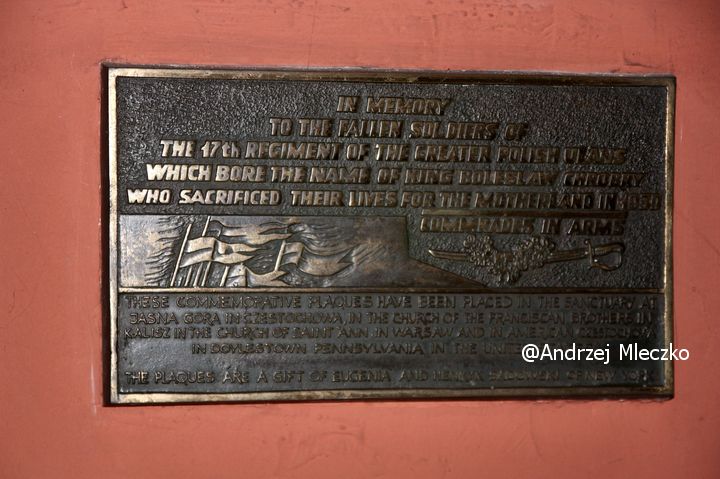 IN MEMORY
TO THE FALLEN SOLDIERS OF
THE 17th REGIMENT OF THE GREATER POLISH ULANS
WHICH BORE THE NAME OF KING BOLESLAW CHROBRY
WHO SACRIFICED THEIR LIVES FOR THE MOTHERLAND IN
COMMRADES IN ARMS
THESE COMMEMORATIVE PLAQUES HAVE BEEN PLACED IN THE SANCTUARY AT
JASNA GORA IN CZESTOCHOWA, IN THE CHURCH OF THE FRANCISCAN BROTHERS IN
KALISZ IN THE CHURCH OF SAINT ANN IN WARSAW AND IN AMERICAN CZESTOCHOWA
IN DOYLESTOWN PENNSYLVANIA IN THE
@Andrzej Mleczko
THE PLAQUES ARE A GIFT OF EUGENIA AND SADOWSKI OF NEW